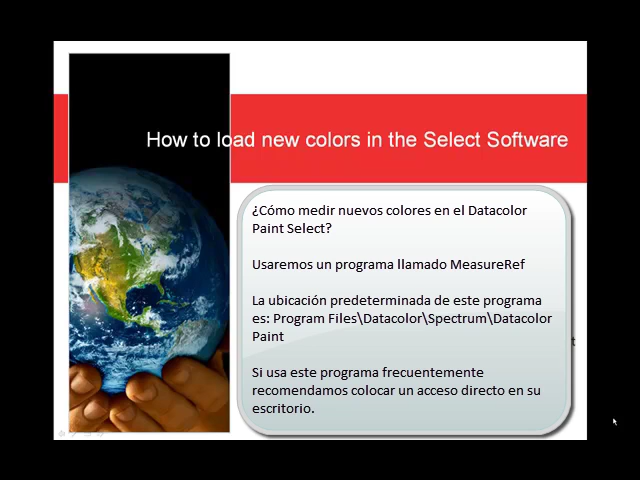 How to load new colors in the Select Software
¿Cómo medir nuevos colores en el Datacolor
Paint Select?
Usaremos un programa llamado MeasureRef
La ubicación predeterminada de este programa
es: Program Files\Datacolor\Spectrum\Datacolor
Paint
Si usa este programa frecuentemente
recomendamos colocar un acceso directo en su
escritorio.